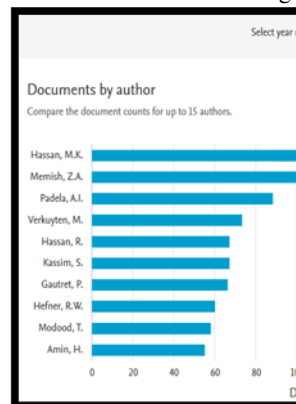 Select year
Documents by author
Compare the document counts for up to 15 authors.
Hassan, M.K.
Memish, Z.A.
Padela, A.I.
Verkuyten, M.
Hassan, R.
Kassim, S.
Gautret, P.
Hefner, R.W.
Modood, T.
Amin, H.
0 20 40 60 80